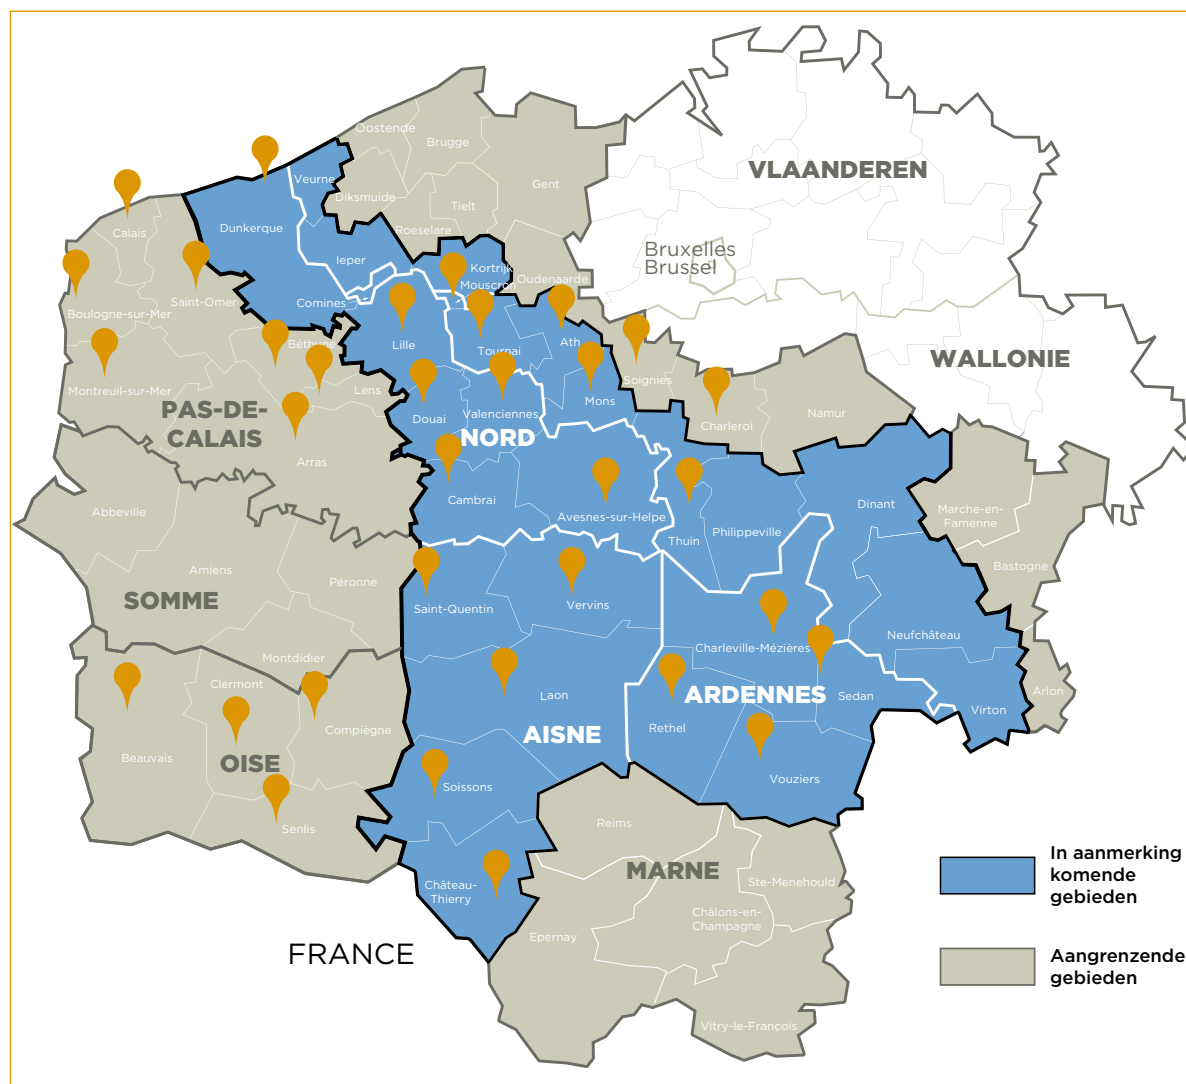 Oostende
Brugge
VLAANDEREN
Veurne
Gent
Diksmuide
Tielt
Calais
Dunkerque
Roeselare
Bruxelles
Brussel
Ieper
Kortrijk
Oudenaarde
Mouscron
Saint-Omer
Comines
Boulogne-sur-Mer
Béthune
Lille
Tournai
Ath
WALLONIE
Soignies
Montreuil-sur-Mer
Lens
PAS-DE-
CALAIS
Douai
Valenciennes
Mons
Namur
Charleroi
NORD
Arras
Cambrai
Dinant
Abbeville
Avesnes-sur-Helpe
Marche-en-
Famenne
Thuin
Philippeville
Amiens
Péronne
Bastogne
SOMME
Saint-Quentin
Vervins
Neufchâteau
Charleville-Mézières
Montdidier
Clermont
Laon
ARDENNES
Sedan
Arlon
Virton
Compiègne
Rethel
AISNE
Beauvais
OISE
Soissons
Vouziers
Senlis
Reims
MARNE
In aanmerking
komende
gebieden
Château-
Thierry
Ste-Menehould
Châlons-en-
Champagne
Epernay
FRANCE
Aangrenzende
gebieden
Vitry-le-François